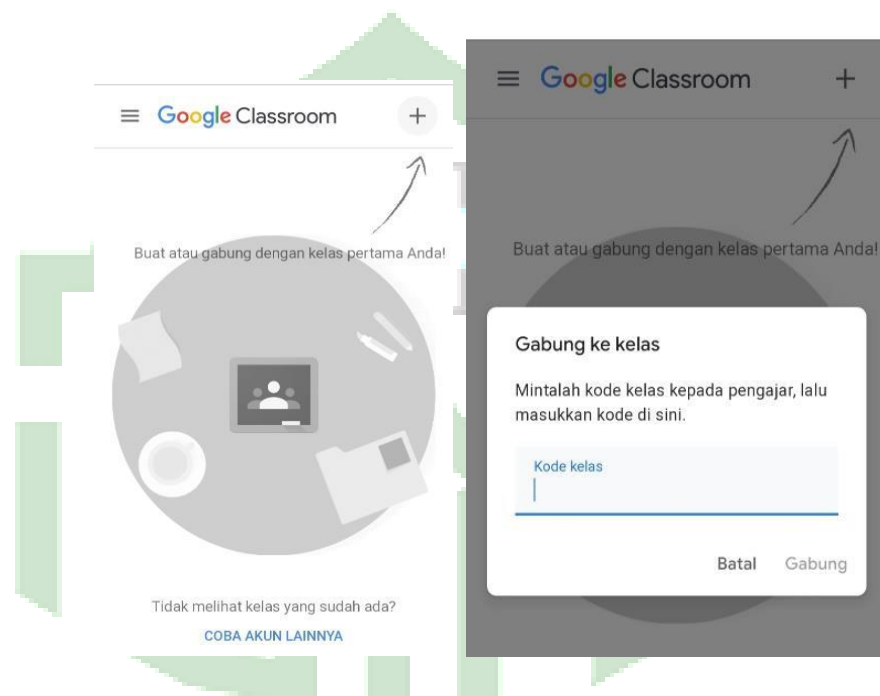 Google Classroom
Buat atau gabung dengan kelas pertama Anda!
Tidak melihat kelas yang sudah ada?
COBA AKUN LAINNYA
Google Classroom
Buat atau gabung dengan kelas pertama Anda!
Gabung ke kelas
Mintalah kode kelas kepada pengajar, lalu
masukkan kode di sini.
Kode kelas
Batal Gabung